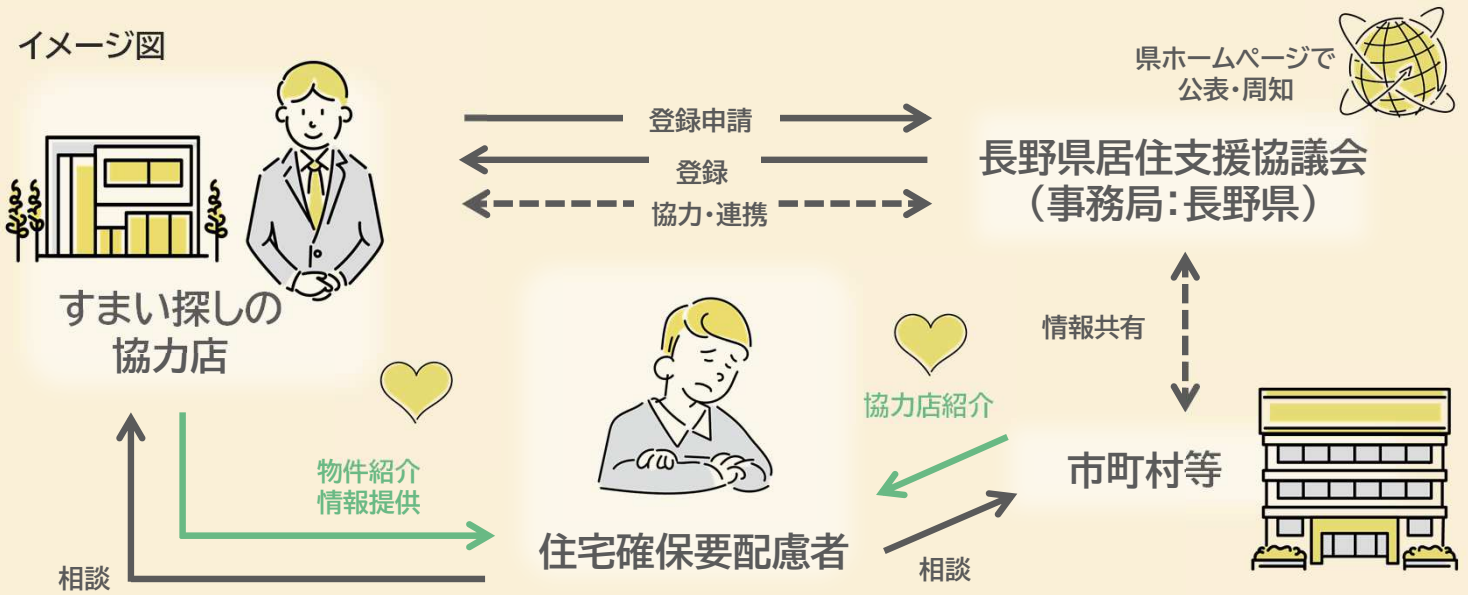 イメージ図
県ホームページで
公表・周知
登録申請
登録
協力・連携
長野県居住支援協議会
(事務局:長野県)
すまい探しの
協力店
情報共有
協力店紹介
市町村等
物件紹介
情報提供
住宅確保要配慮者
相談
相談